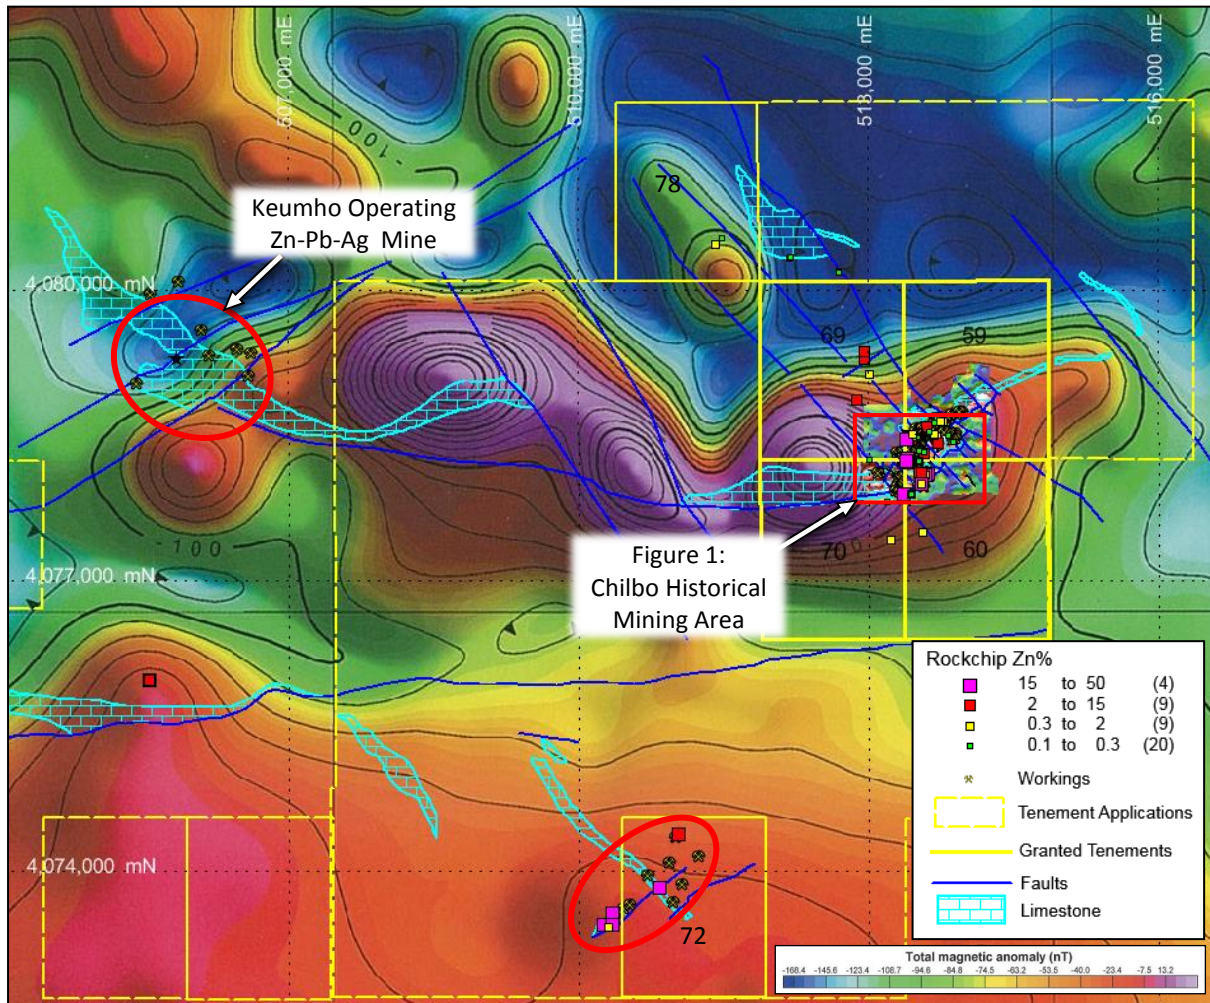 507,000 mE
510,000 mE
513,000 mE
516,000 mE
-100
78
Keumho Operating
Zn-Pb-Ag Mine
4,080,000 mN
69
59
-100
Figure 1:
Chilbo Historical
Mining Area
70
60
4,077,000 mN
Rockchip Zn%
15 to 50 (4)
2 to 15 (9)
0.3 to 2 (9)
0.1 to 0.3 (20)
Workings
Tenement Applications
Granted Tenements
Faults
Limestone
4,074,000 mN
72
Total magnetic anomaly (nT)
-168.4 -145.6 -123.4 -108.7 -94.6 -84.8 -74.5 -63.2 -53.5 -40.0 -23.4 -7.5 13.2